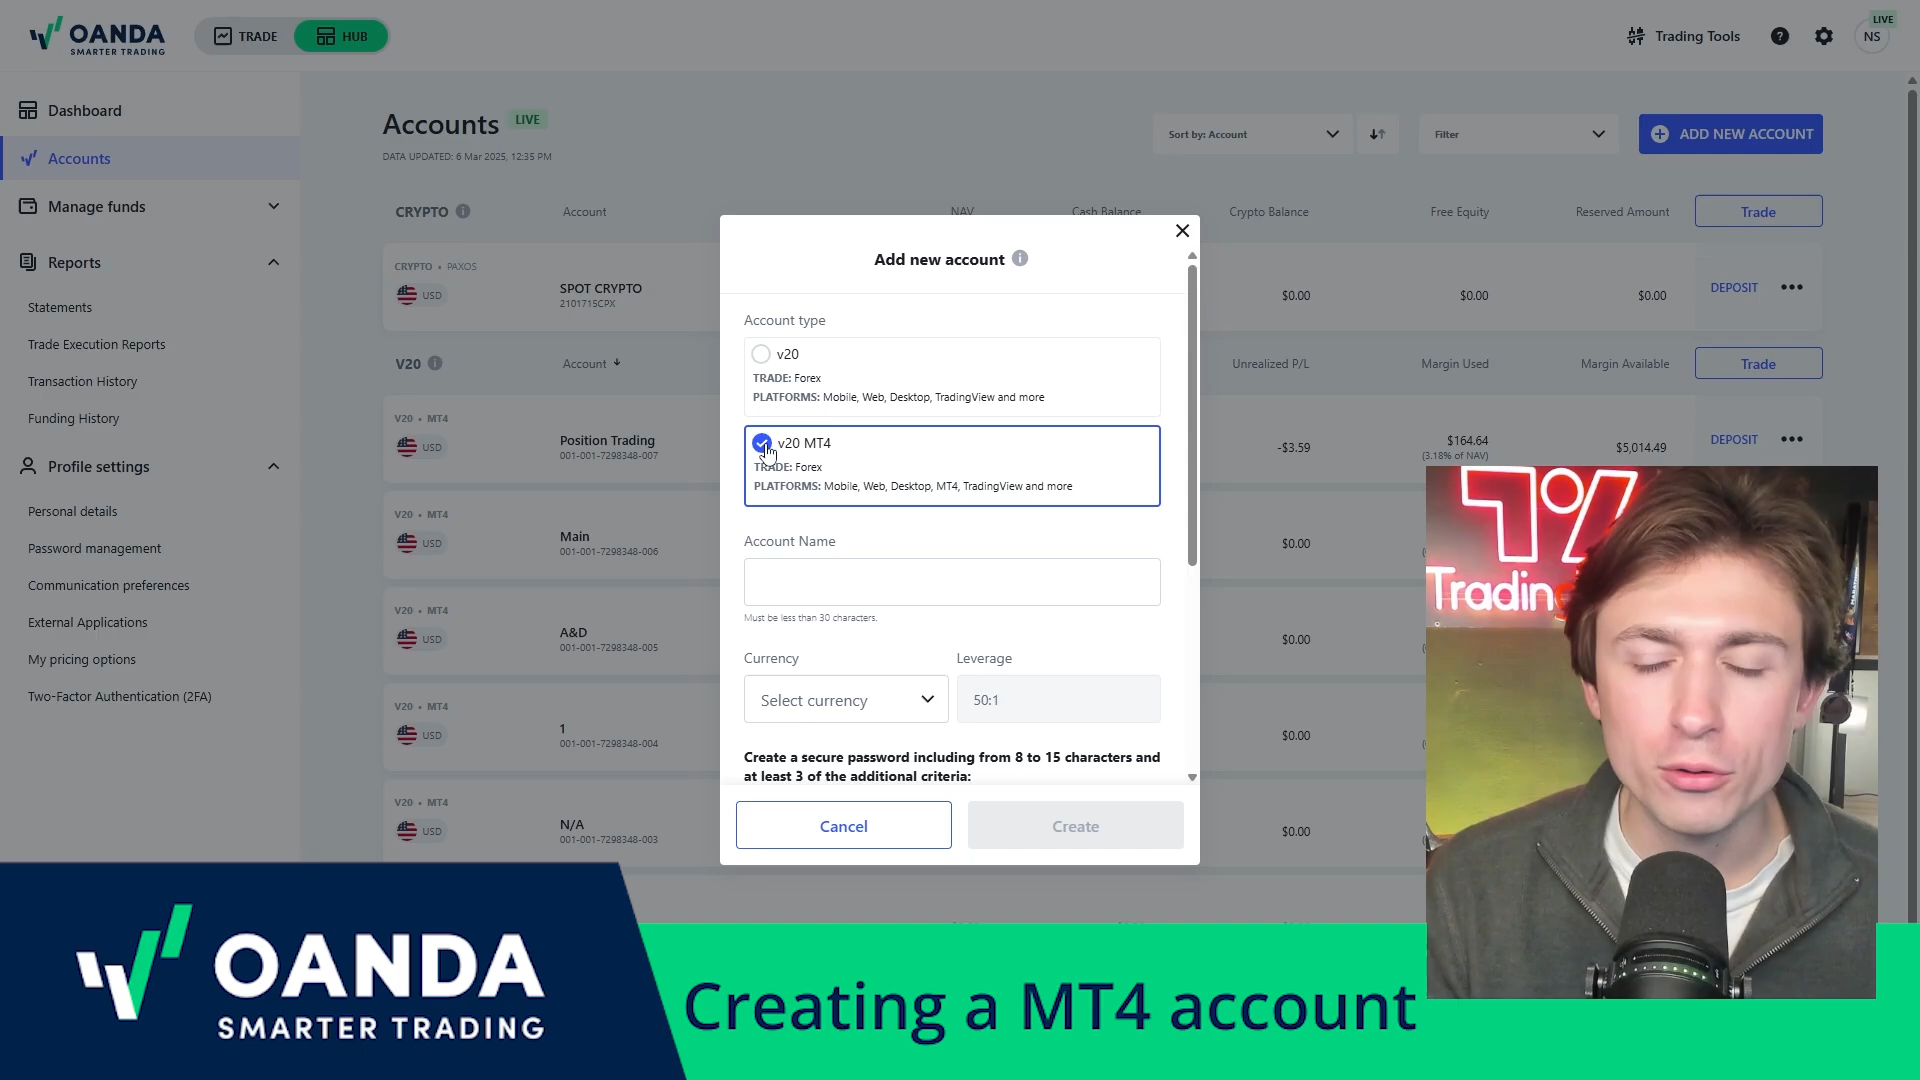 OANDA
SMARTER TRADING
TRADE
HUB
Trading Tools
LIVE
NS
Dashboard
Accounts
Manage funds
Reports
Statements
Trade Execution Reports
Transaction History
Funding History
Profile settings
Personal details
Password management
Communication preferences
External Applications
My pricing options
Two-Factor Authentication (2FA)
Accounts LIVE
DATA UPDATED: 6 Mar 2025, 12:35 PM
Sort by: Account
Filter
ADD NEW ACCOUNT
CRYPTO Account NAV Cash Balance Crypto Balance Free Equity Reserved Amount Trade
CRYPTO • PAXOS
USD
SPOT CRYPTO
2101715CPX
$0.00 $0.00 $0.00 DEPOSIT
V20 Account Unrealized P/L Margin Used Margin Available Trade
V20 • MT4
USD
Position Trading
001-001-7298348-007
-$3.59 $164.64 $5,014.49 DEPOSIT
(3.18% of NAV)
V20 • MT4
USD
Main
001-001-7298348-006
$0.00
V20 • MT4
USD
A&D
001-001-7298348-005
$0.00
V20 • MT4
USD
1
001-001-7298348-004
$0.00
V20 • MT4
USD
N/A
001-001-7298348-003
$0.00
Add new account
Account type
v20
TRADE: Forex
PLATFORMS: Mobile, Web, Desktop, TradingView and more
v20 MT4
TRADE: Forex
PLATFORMS: Mobile, Web, Desktop, MT4, TradingView and more
Account Name
Must be less than 30 characters.
Currency Leverage
Select currency 50:1
Create a secure password including from 8 to 15 characters and
at least 3 of the additional criteria:
Cancel Create
1%
Tradin
OANDA
SMARTER TRADING
Creating a MT4 account